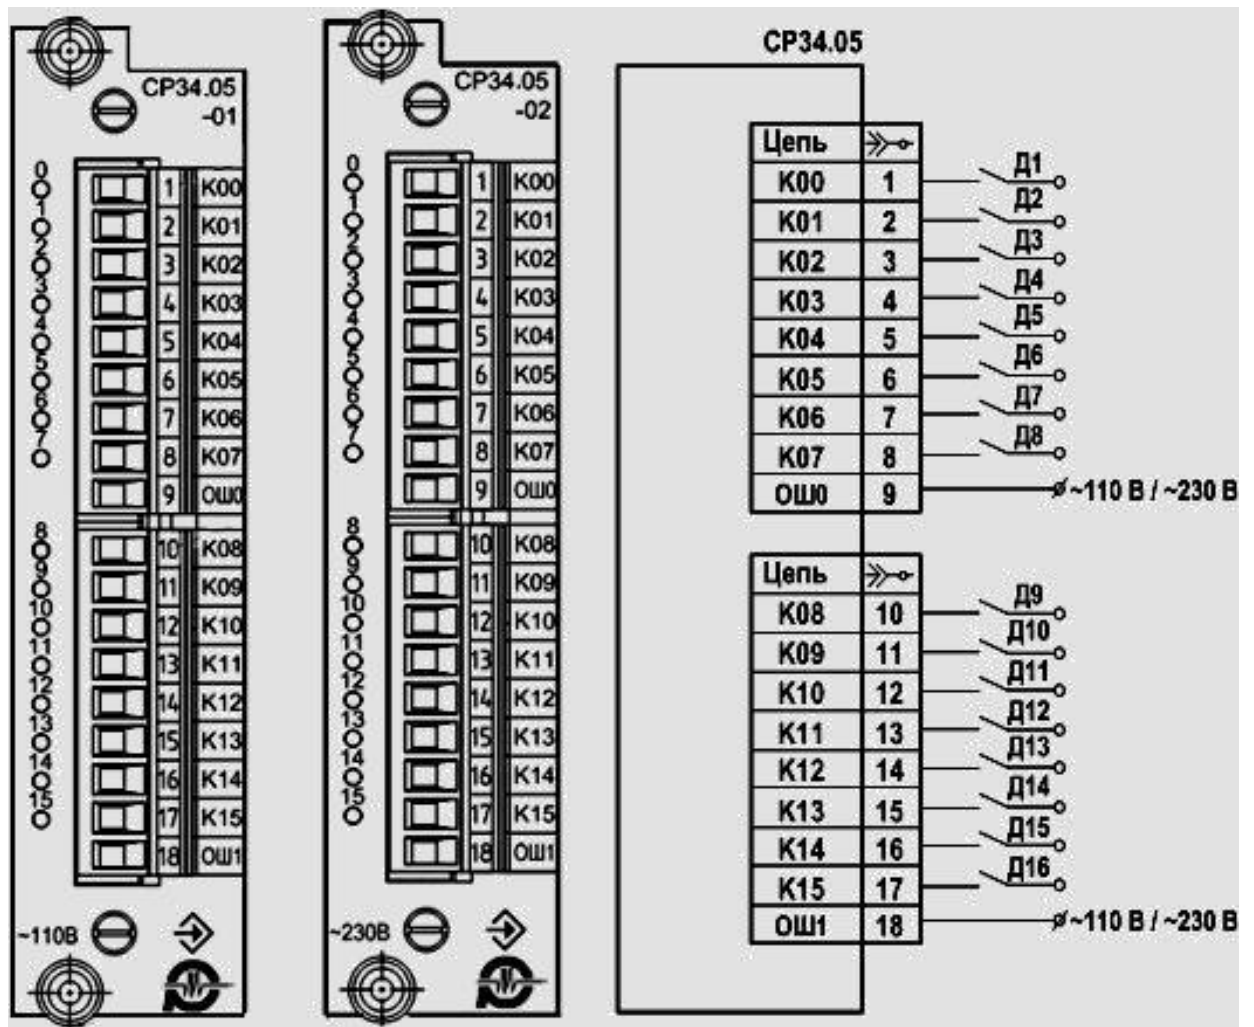 СР34.05
-01
0
1 К00
1
2 К01
2
3 К02
3
4 К03
4
5 К04
5
6 К05
6
7 К06
7
8 К07
9 ОШ0
8
10 К08
9
11 К09
10
12 К10
11
13 К11
12
14 К12
13
15 К13
14
16 К14
15
17 К15
18 ОШ1
~110В
СР34.05
-02
0
1 К00
1
2 К01
2
3 К02
3
4 К03
4
5 К04
5
6 К05
6
7 К06
7
8 К07
9 ОШ0
8
10 К08
9
11 К09
10
12 К10
11
13 К11
12
14 К12
13
15 К13
14
16 К14
15
17 К15
18 ОШ1
~230В
СР34.05
Цепь
К00 1 Д1
К01 2 Д2
К02 3 Д3
К03 4 Д4
К04 5 Д5
К05 6 Д6
К06 7 Д7
К07 8 Д8
ОШ0 9 ~110 В / ~230 В
Цепь
К08 10 Д9
К09 11 Д10
К10 12 Д11
К11 13 Д12
К12 14 Д13
К13 15 Д14
К14 16 Д15
К15 17 Д16
ОШ1 18 ~110 В / ~230 В